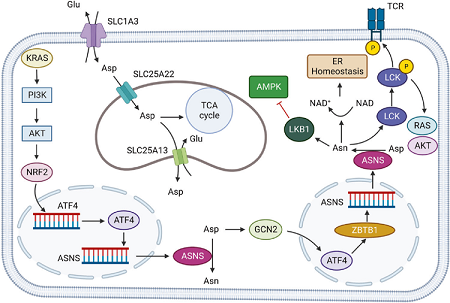 Glu
SLC1A3
TCR
P
KRAS
Asp
SLC25A22
ER
Homeostasis
LCK
P
PI3K
AMPK
Asp
TCA
cycle
NAD⁺
NAD
LCK
AKT
Glu
LKB1
RAS
SLC25A13
Asn
Asp
AKT
NRF2
ASNS
Asp
ATF4
ASNS
ATF4
Asp
GCN2
ZBTB1
ASNS
ASNS
ATF4
Asn